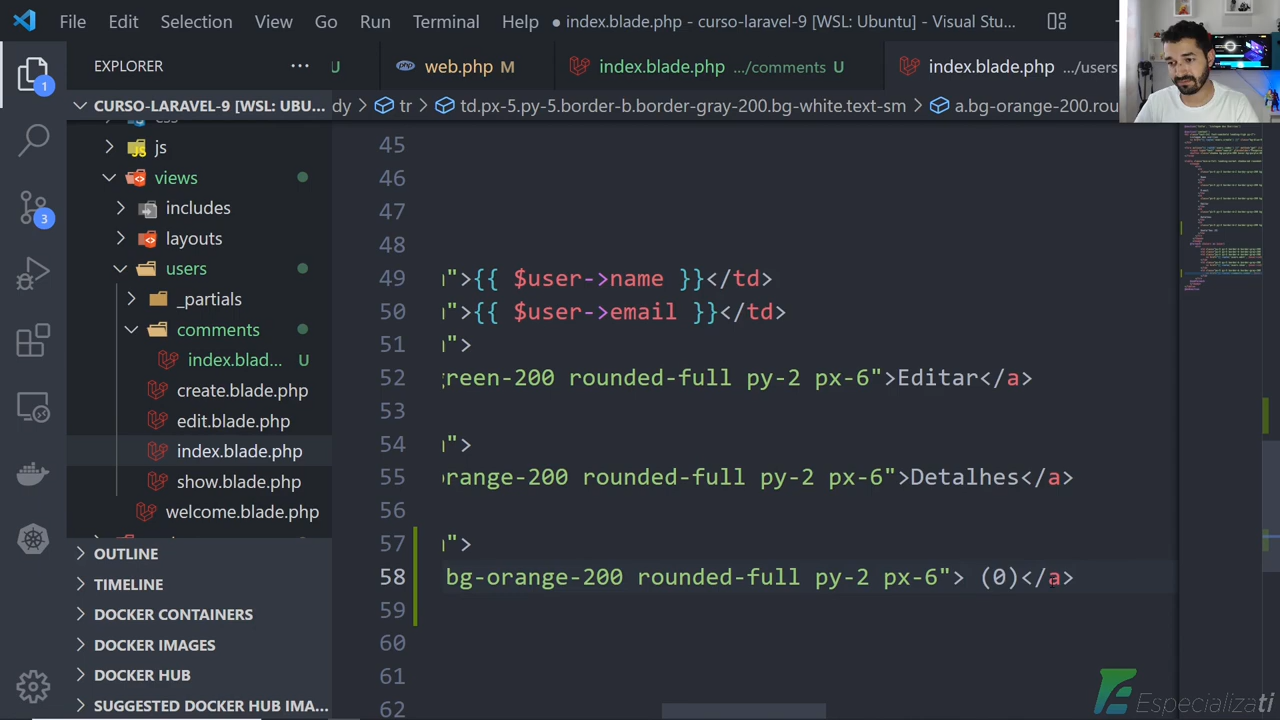 File Edit Selection View Go Run Terminal Help index.blade.php - curso-laravel-9 [WSL: Ubuntu] - Visual Stu...
EXPLORER ... U web.php M index.blade.php .../comments U index.blade.php .../users
CURSO-LARAVEL-9 [WSL: UBU... dy > tr > td.px-5.py-5.border-b.border-gray-200.bg-white.text-sm > a.bg-orange-200.rou
js
views
includes
layouts
users
_partials
comments
index.blad... U
create.blade.php
edit.blade.php
index.blade.php
show.blade.php
welcome.blade.php
OUTLINE
TIMELINE
DOCKER CONTAINERS
DOCKER IMAGES
DOCKER HUB
SUGGESTED DOCKER HUB IMA...
1
3
45
46
47
48
49 ">{{ $user->name }}</td>
50 ">{{ $user->email }}</td>
51 ">
52 reen-200 rounded-full py-2 px-6">Editar</a>
53
54 ">
55 range-200 rounded-full py-2 px-6">Detalhes</a>
56
57 ">
58 bg-orange-200 rounded-full py-2 px-6"> (0)</a>
59
60
61
62
Especializati